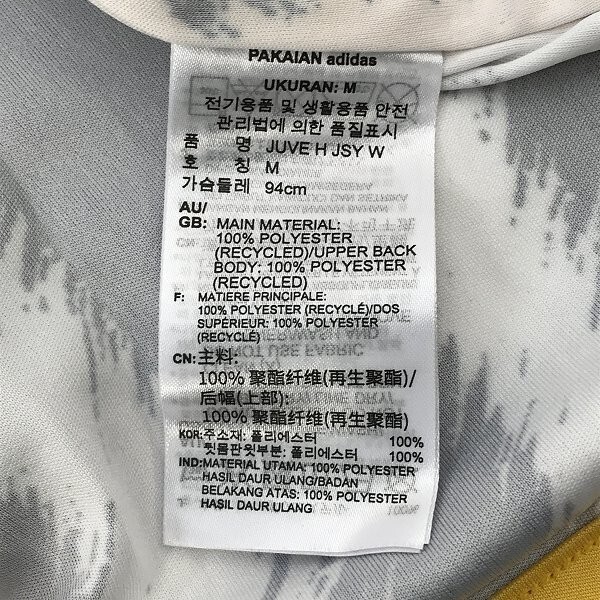 PAKAIAN adidas
UKURAN: M
전기용품 및 생활용품 안전
관리법에 의한 품질표시
품 명 JUVE H JSY W
호 칭 M
가슴둘레 94cm
AU/
GB: MAIN MATERIAL:
100% POLYESTER
(RECYCLED)/UPPER BACK
BODY: 100% POLYESTER
(RECYCLED)
F: MATIERE PRINCIPALE:
100% POLYESTER (RECYCLÉ)/DOS
SUPÉRIEUR: 100% POLYESTER
(RECYCLÉ)
CN: 主料:
100% 聚酯纤维(再生聚酯)/
后幅(上部):
100% 聚酯纤维(再生聚酯)
KOR: 주소재: 폴리에스터 100%
뒷몸판윗부분: 폴리에스터 100%
IND: MATERIAL UTAMA: 100% POLYESTER
HASIL DAUR ULANG/BADAN
BELAKANG ATAS: 100% POLYESTER
HASIL DAUR ULANG